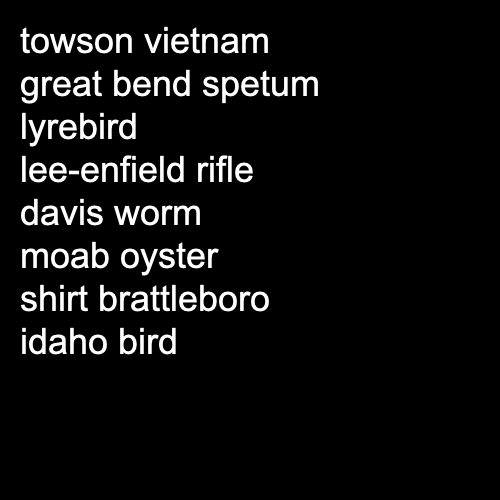 towson vietnam
great bend spetum
lyrebird
lee-enfield rifle
davis worm
moab oyster
shirt brattleboro
idaho bird